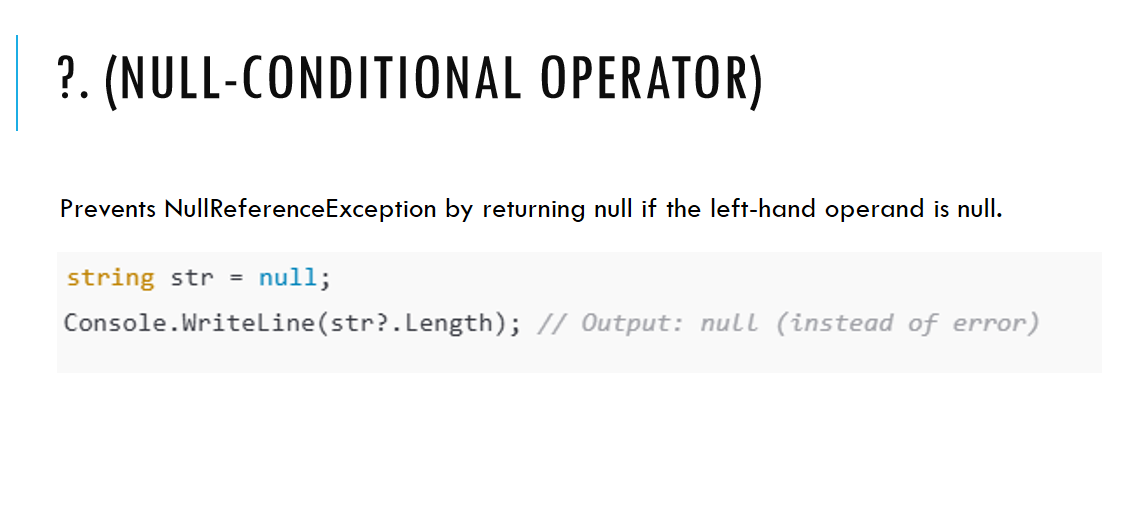 ?. (NULL-CONDITIONAL OPERATOR)
Prevents NullReferenceException by returning null if the left-hand operand is null.
string str = null;
Console.WriteLine(str?.Length); // Output: null (instead of error)